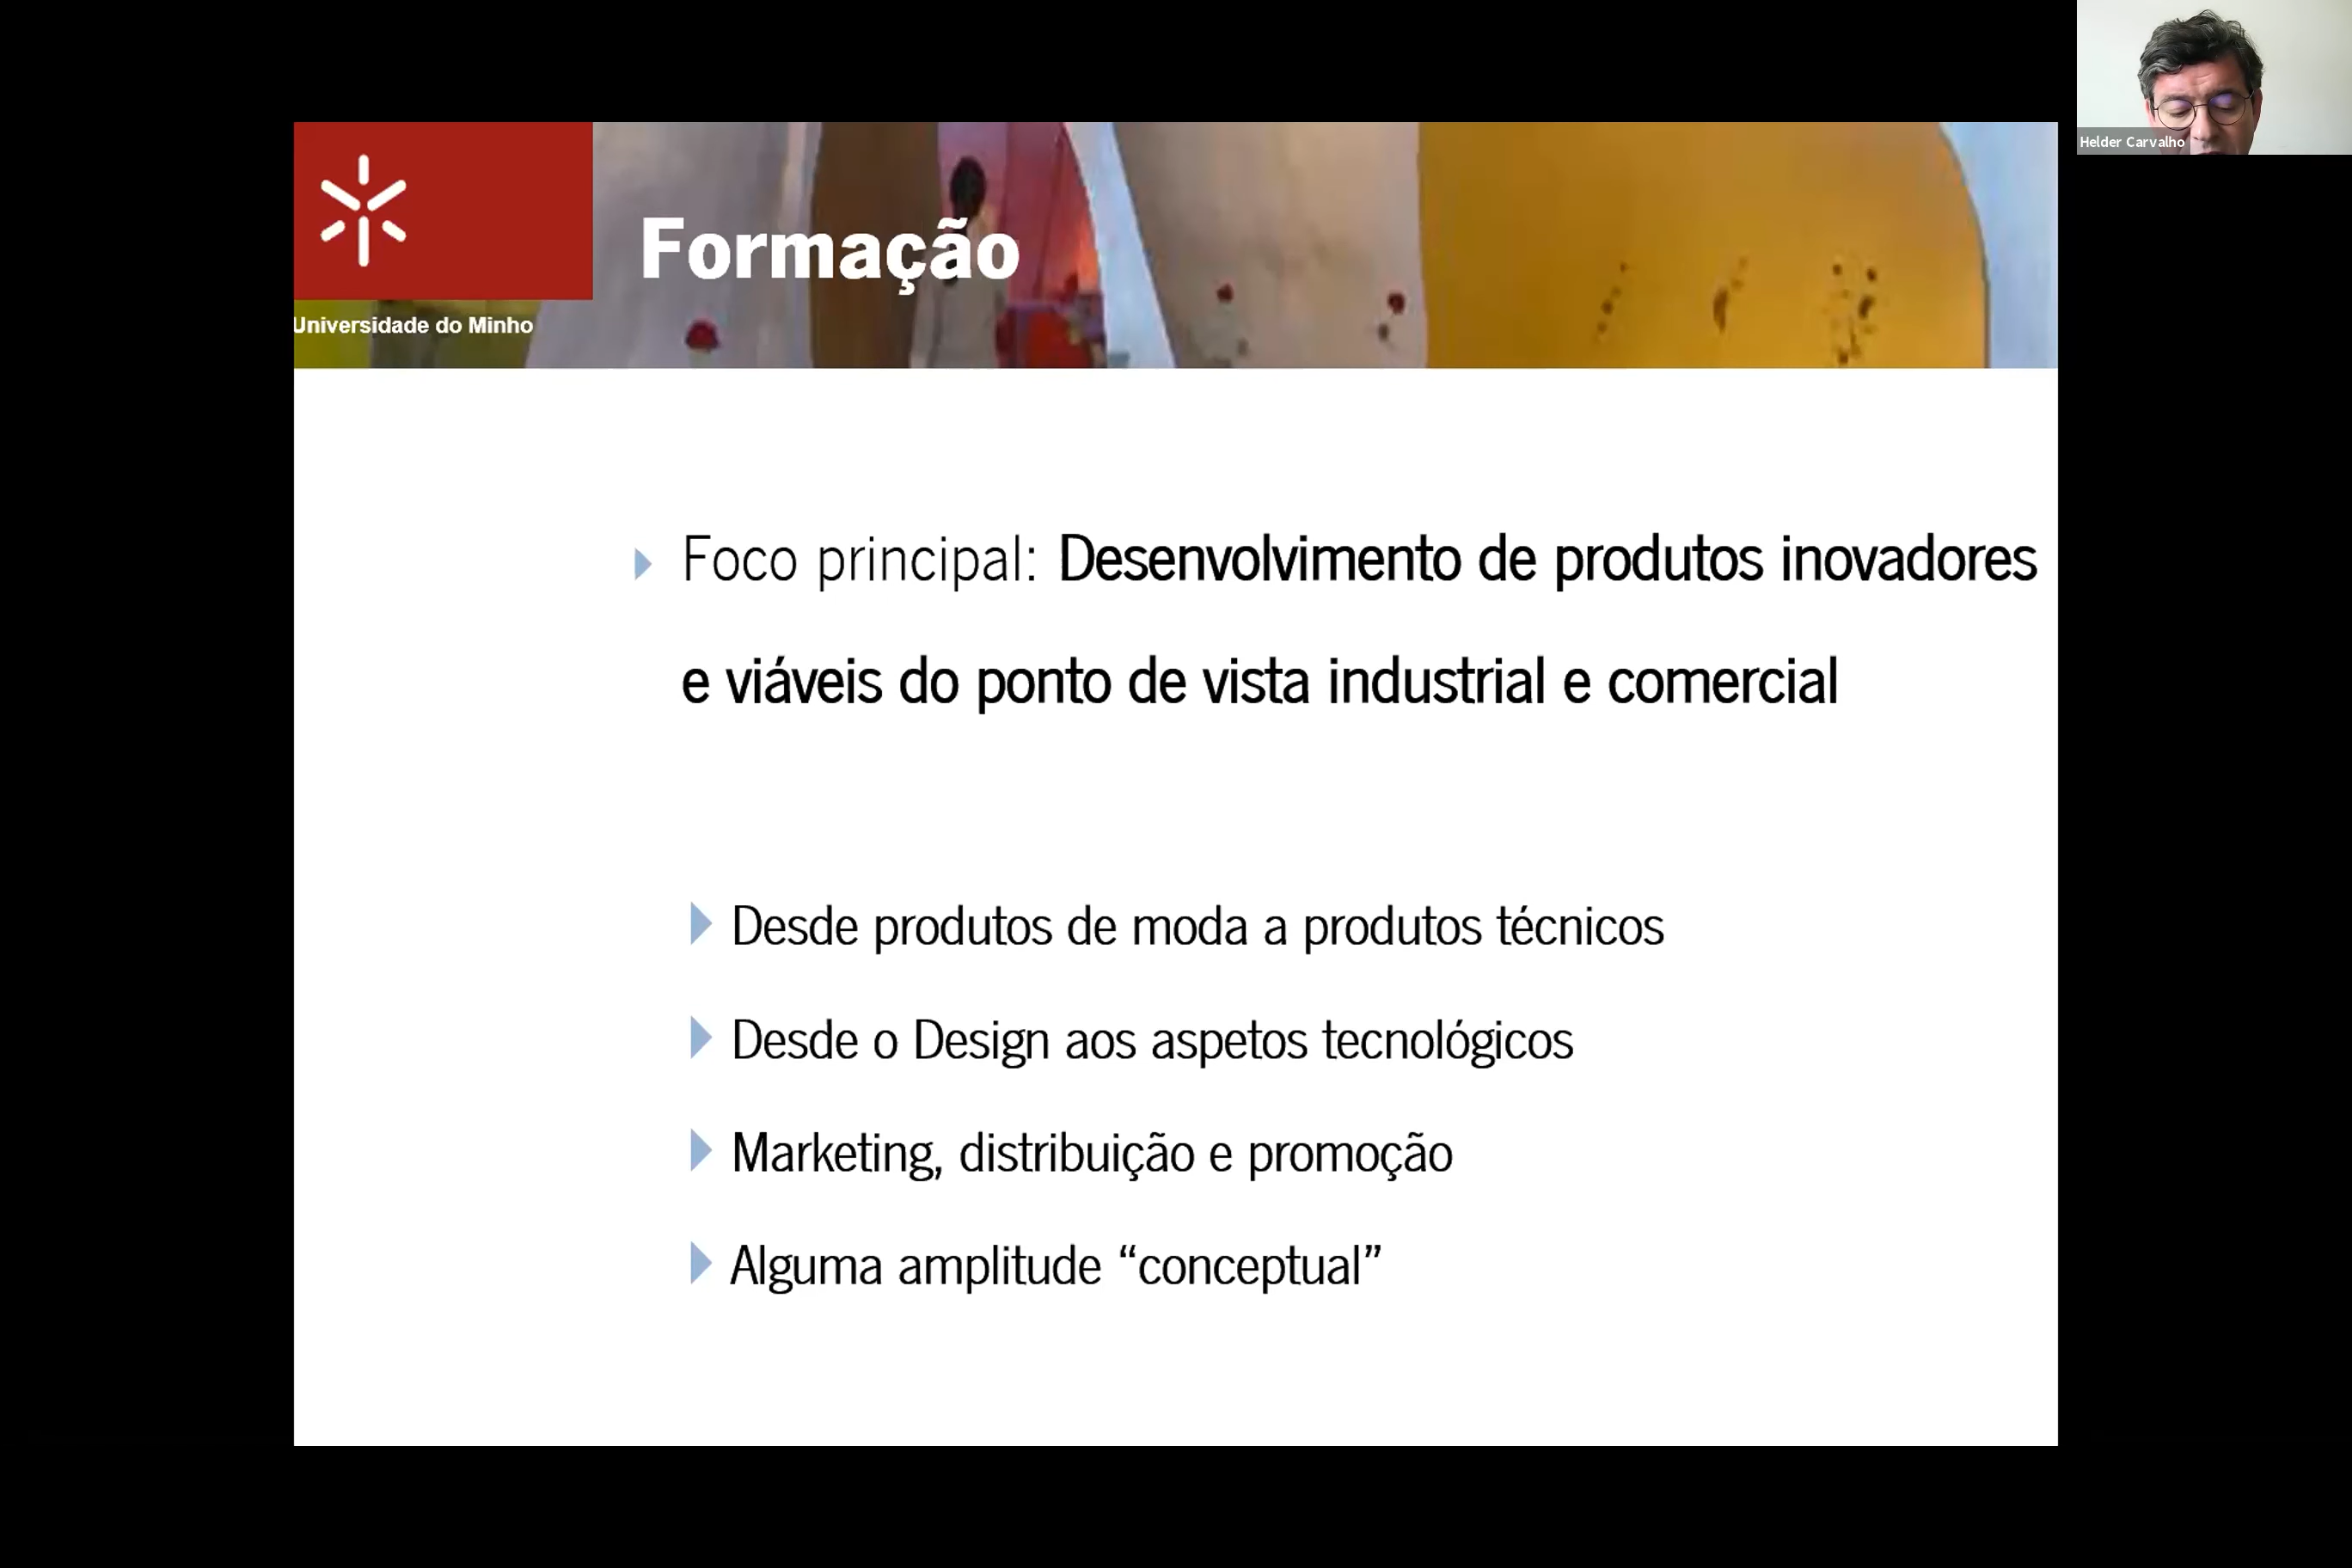 Helder Carvalho
Formação
Universidade do Minho
Foco principal: Desenvolvimento de produtos inovadores
e viáveis do ponto de vista industrial e comercial
Desde produtos de moda a produtos técnicos
Desde o Design aos aspetos tecnológicos
Marketing, distribuição e promoção
Alguma amplitude “conceptual”